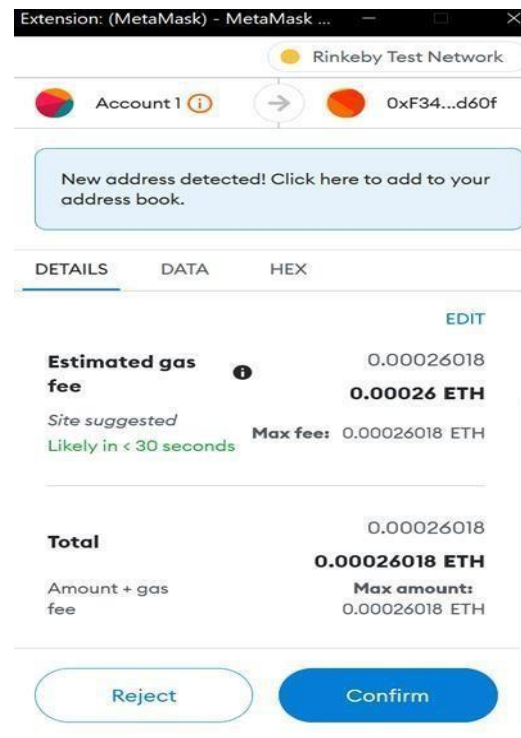 Extension: (MetaMask) - MetaMask ...
Rinkeby Test Network
Account 1 0xF34...d60f
New address detected! Click here to add to your
address book.
DETAILS DATA HEX
EDIT
Estimated gas
fee
0.00026018
0.00026 ETH
Site suggested
Likely in < 30 seconds
Max fee: 0.00026018 ETH
Total
0.00026018
0.00026018 ETH
Amount + gas
fee
Max amount:
0.00026018 ETH
Reject Confirm